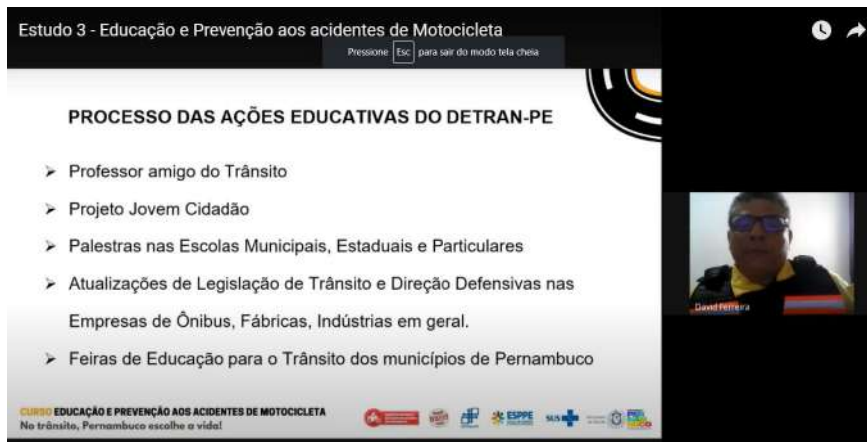 Estudo 3 - Educação e Prevenção aos acidentes de Motocicleta
Pressione Esc para sair do modo tela cheia
PROCESSO DAS AÇÕES EDUCATIVAS DO DETRAN-PE
➢ Professor amigo do Trânsito
➢ Projeto Jovem Cidadão
➢ Palestras nas Escolas Municipais, Estaduais e Particulares
➢ Atualizações de Legislação de Trânsito e Direção Defensivas nas
Empresas de Ônibus, Fábricas, Indústrias em geral.
➢ Feiras de Educação para o Trânsito dos municípios de Pernambuco
David Ferreira
CURSO EDUCAÇÃO E PREVENÇÃO AOS ACIDENTES DE MOTOCICLETA
No trânsito, Pernambuco escolhe a vida!
ESPPE
SUS